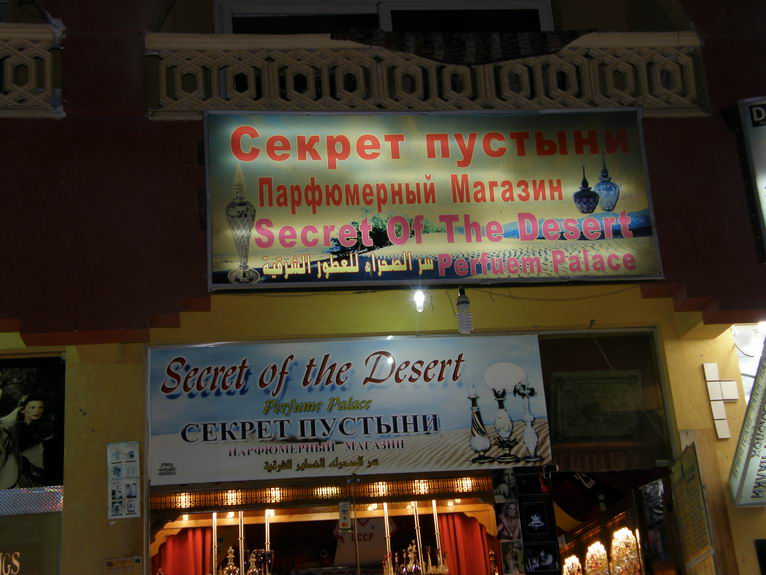 Секрет пустыни
Парфюмерный Магазин
Secret Of The Desert
سر الصحراء للعطور الشرقية Perfuem Palace
Secret of the Desert
Perfume Palace
СЕКРЕТ ПУСТЫНИ
ПАРФЮМЕРНЫЙ МАГАЗИН
سر الصحراء للعطور الشرقية
СССР